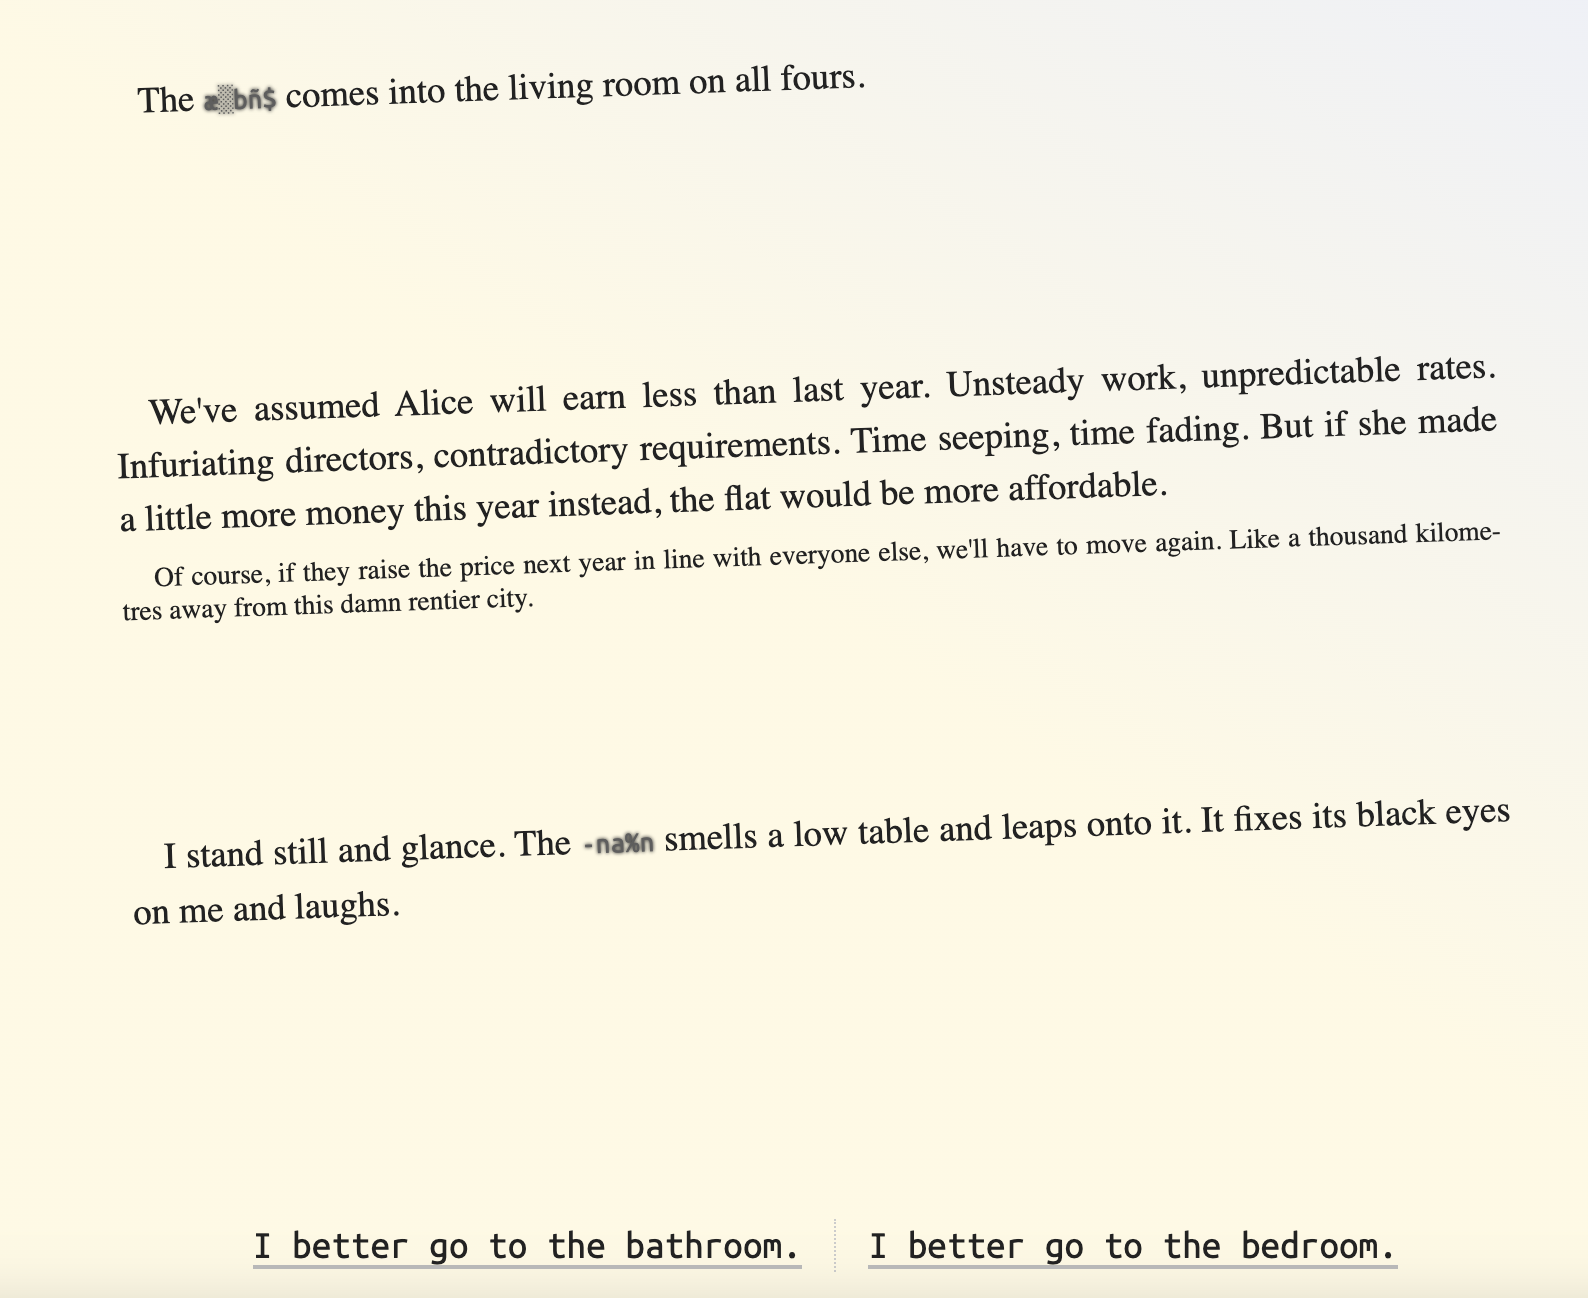 The æ▒bñ$ comes into the living room on all fours.
We've assumed Alice will earn less than last year. Unsteady work, unpredictable rates.
Infuriating directors, contradictory requirements. Time seeping, time fading. But if she made
a little more money this year instead, the flat would be more affordable.
Of course, if they raise the price next year in line with everyone else, we'll have to move again. Like a thousand kilome-
tres away from this damn rentier city.
I stand still and glance. The -na%n smells a low table and leaps onto it. It fixes its black eyes
on me and laughs.
I better go to the bathroom. I better go to the bedroom.